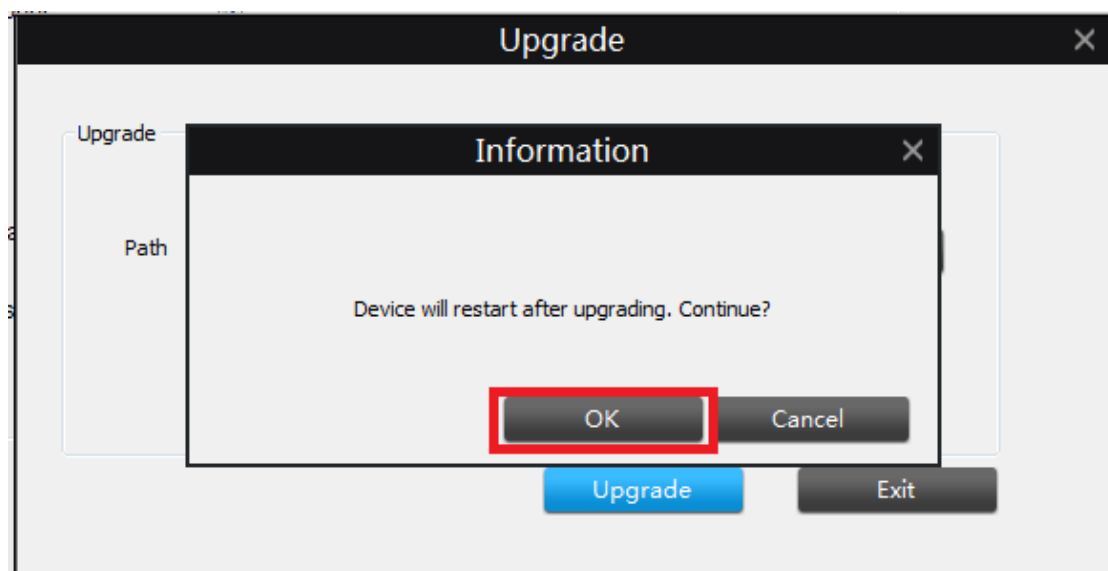 Upgrade
Upgrade
Information
Path
Device will restart after upgrading. Continue?
OK
Cancel
Upgrade
Exit